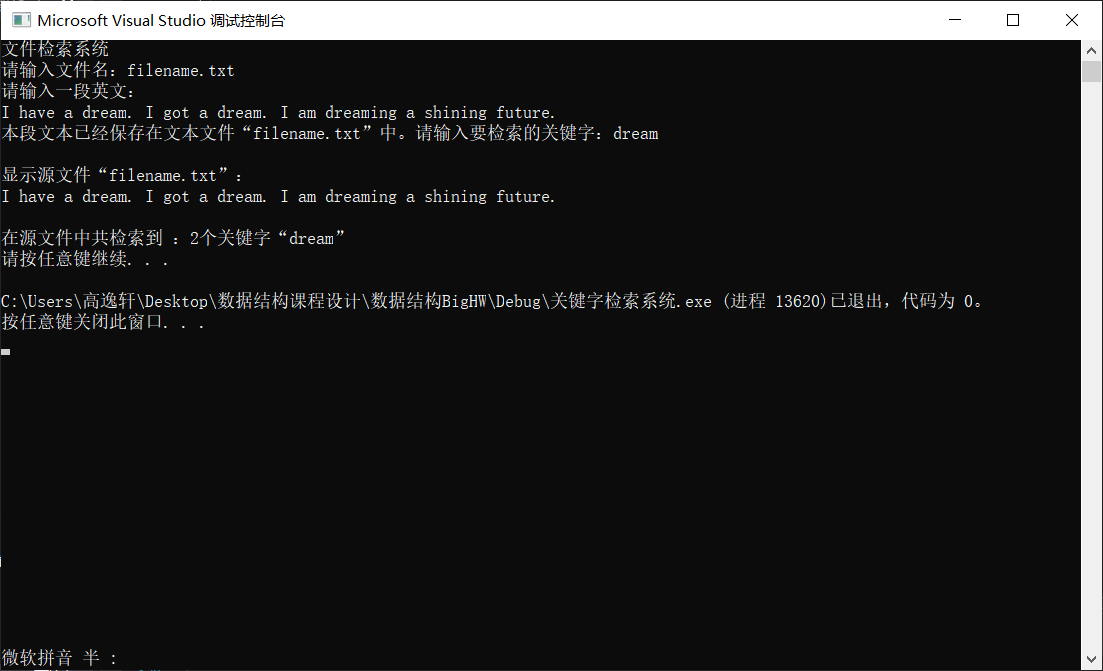 Microsoft Visual Studio 调试控制台
文件检索系统
请输入文件名：filename.txt
请输入一段英文：
I have a dream. I got a dream. I am dreaming a shining future.
本段文本已经保存在文本文件“filename.txt”中。请输入要检索的关键字：dream
显示源文件“filename.txt”：
I have a dream. I got a dream. I am dreaming a shining future.
在源文件中共检索到 ：2个关键字“dream”
请按任意键继续. . .
C:\Users\高逸轩\Desktop\数据结构课程设计\数据结构BigHW\Debug\关键字检索系统.exe (进程 13620)已退出，代码为 0。
按任意键关闭此窗口. . .
微软拼音 半 :